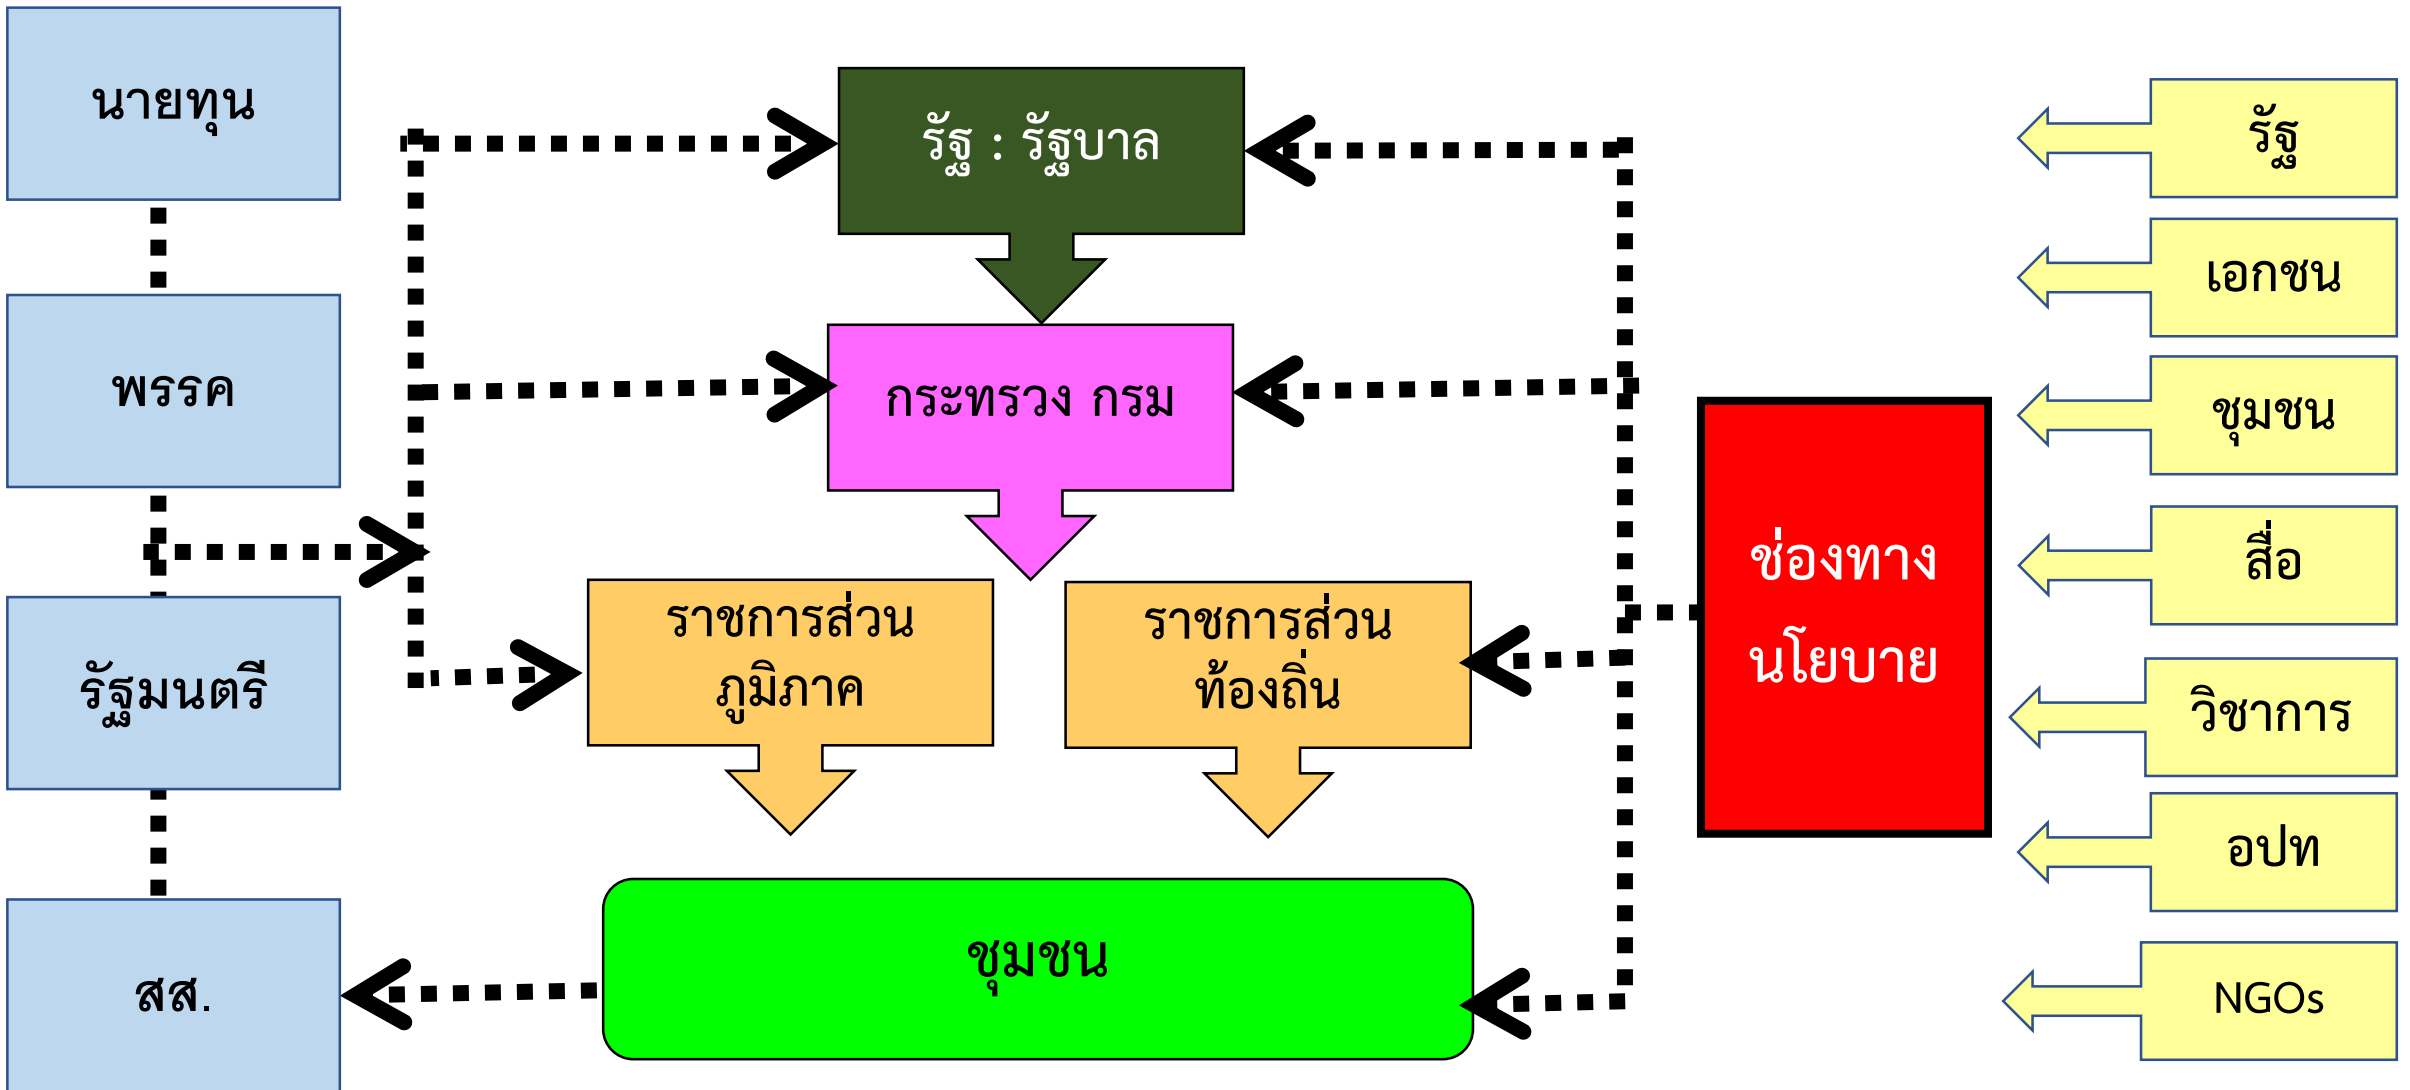 นายทุน
พรรค
รัฐมนตรี
สส.
รัฐ : รัฐบาล
กระทรวง กรม
ราชการส่วน
ภูมิภาค
ราชการส่วน
ท้องถิ่น
ชุมชน
ช่องทาง
นโยบาย
รัฐ
เอกชน
ชุมชน
สื่อ
วิชาการ
อปท
NGOs